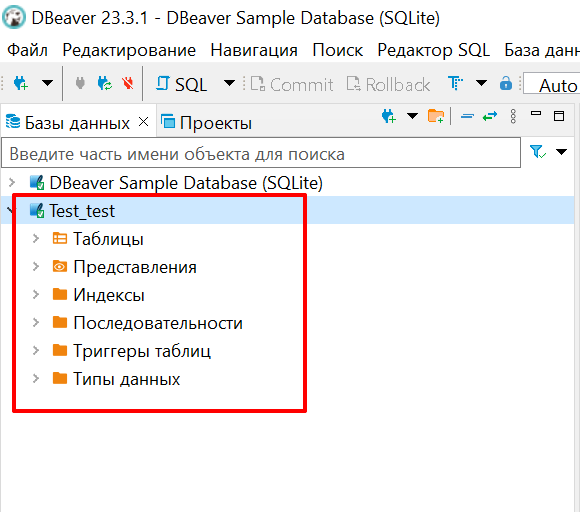 DBeaver 23.3.1 - DBeaver Sample Database (SQLite)
Файл Редактирование Навигация Поиск Редактор SQL База данн
SQL Commit Rollback Auto
Базы данных Проекты
Введите часть имени объекта для поиска
DBeaver Sample Database (SQLite)
Test_test
Таблицы
Представления
Индексы
Последовательности
Триггеры таблиц
Типы данных